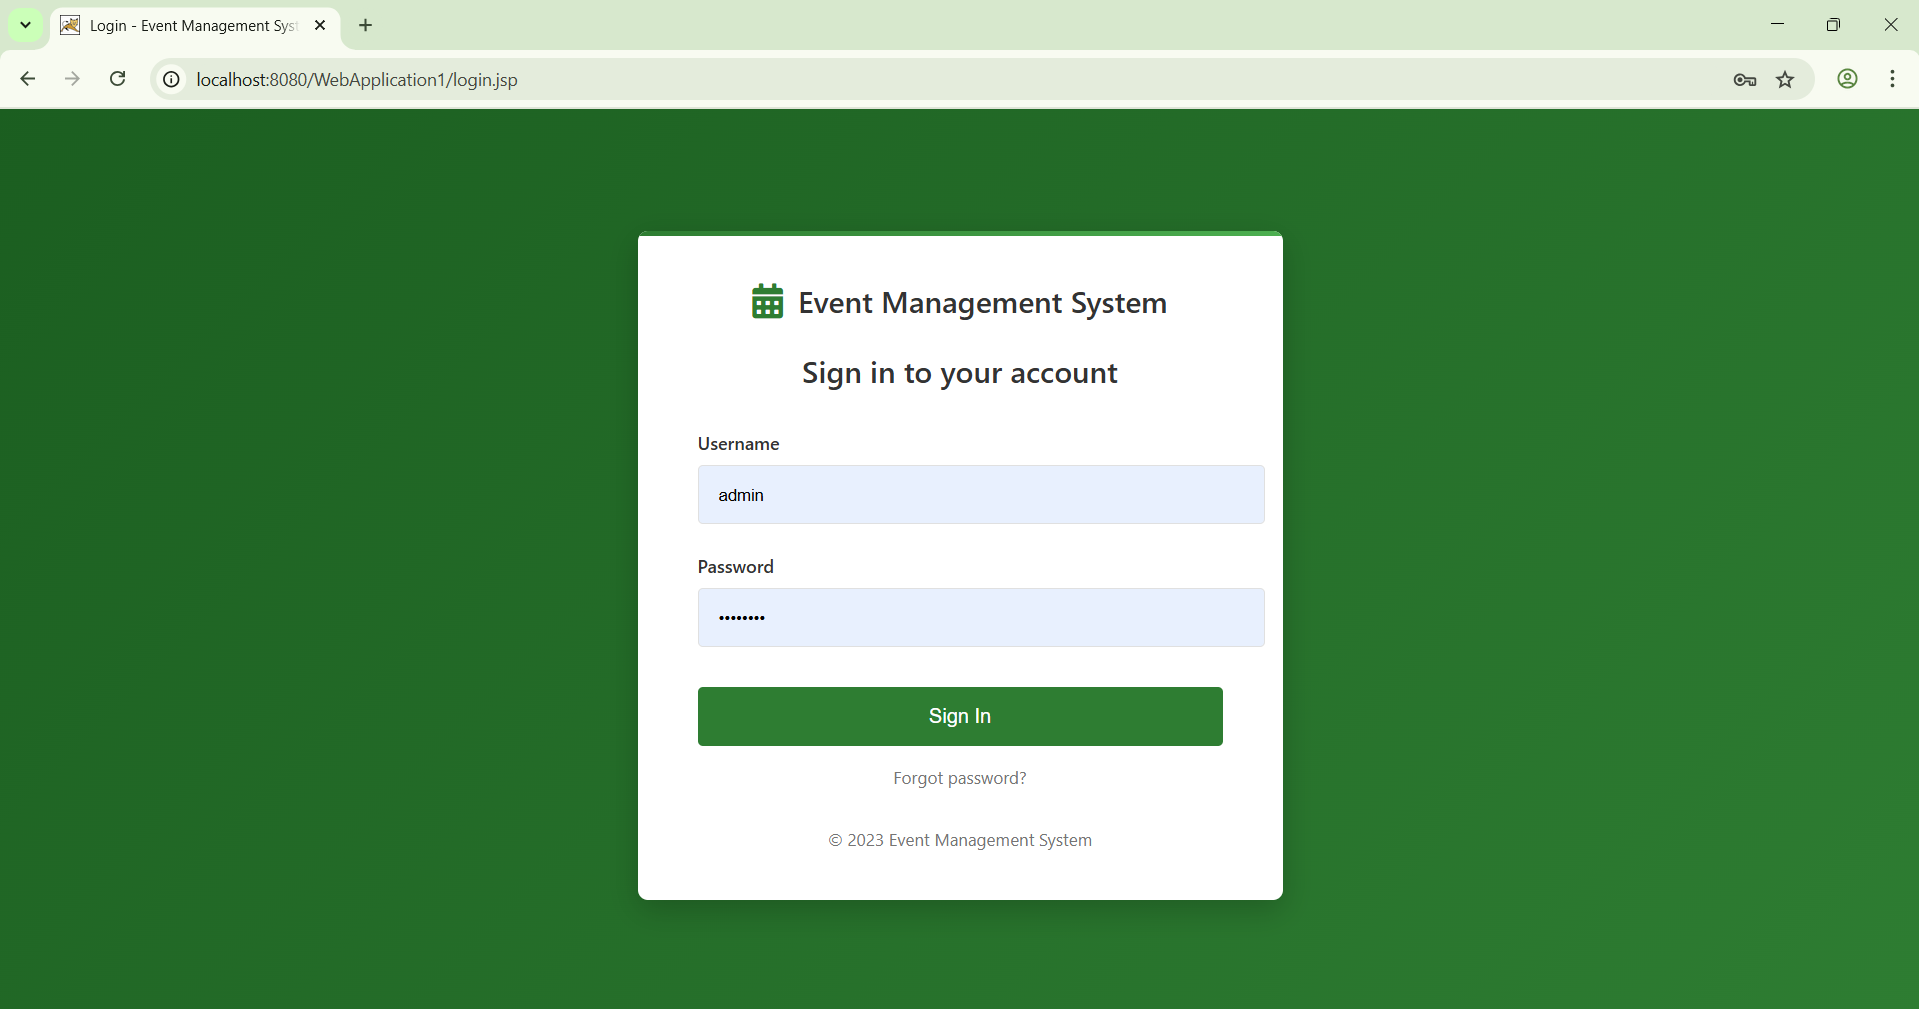 Login - Event Management Syst
localhost:8080/WebApplication1/login.jsp
Event Management System
Sign in to your account
Username
admin
Password
••••••••
Sign In
Forgot password?
© 2023 Event Management System